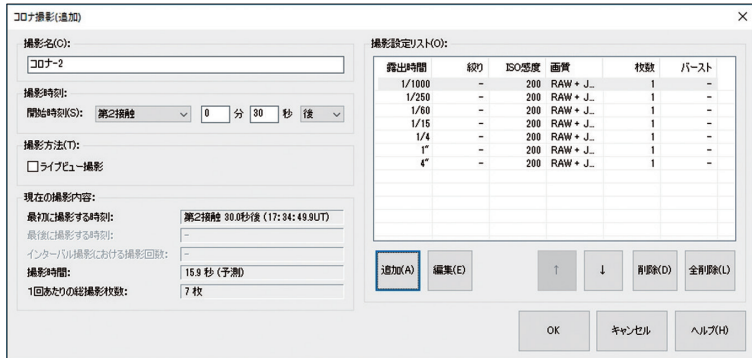 コロナ撮影(追加)
撮影名(C):
コロナ-2
撮影時刻:
開始時刻(S): 第2接触 0 分 30 秒 後
撮影方法(T):
ライブビュー撮影
現在の撮影内容:
最初に撮影する時刻: 第2接触 30.0秒後 (17:34:49.9UT)
最後に撮影する時刻: -
インターバル撮影における撮影回数: -
撮影時間: 15.9 秒 (予測)
1回あたりの総撮影枚数: 7 枚
撮影設定リスト(O):
露出時間 絞り ISO感度 画質 枚数 バースト
1/1000 - 200 RAW + J... 1 -
1/250 - 200 RAW + J... 1 -
1/60 - 200 RAW + J... 1 -
1/15 - 200 RAW + J... 1 -
1/4 - 200 RAW + J... 1 -
1" - 200 RAW + J... 1 -
4" - 200 RAW + J... 1 -
追加(A) 編集(E) ↑ ↓ 削除(D) 全削除(L)
OK キャンセル ヘルプ(H)